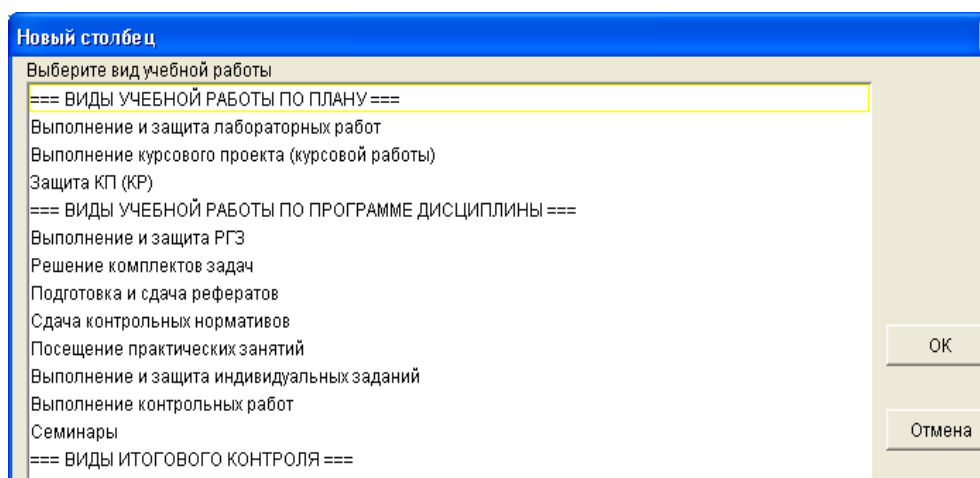 Новый столбец
Выберите вид учебной работы
=== ВИДЫ УЧЕБНОЙ РАБОТЫ ПО ПЛАНУ ===
Выполнение и защита лабораторных работ
Выполнение курсового проекта (курсовой работы)
Защита КП (КР)
=== ВИДЫ УЧЕБНОЙ РАБОТЫ ПО ПРОГРАММЕ ДИСЦИПЛИНЫ ===
Выполнение и защита РГЗ
Решение комплектов задач
Подготовка и сдача рефератов
Сдача контрольных нормативов
Посещение практических занятий
Выполнение и защита индивидуальных заданий
Выполнение контрольных работ
Семинары
=== ВИДЫ ИТОГОВОГО КОНТРОЛЯ ===
ОК
Отмена